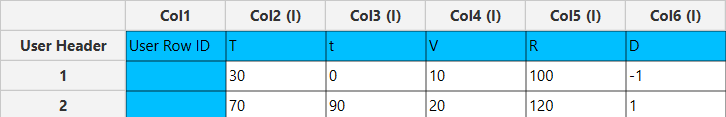 Col1 Col2 (I) Col3 (I) Col4 (I) Col5 (I) Col6 (I)
User Header User Row ID T t V R D
1 30 0 10 100 -1
2 70 90 20 120 1